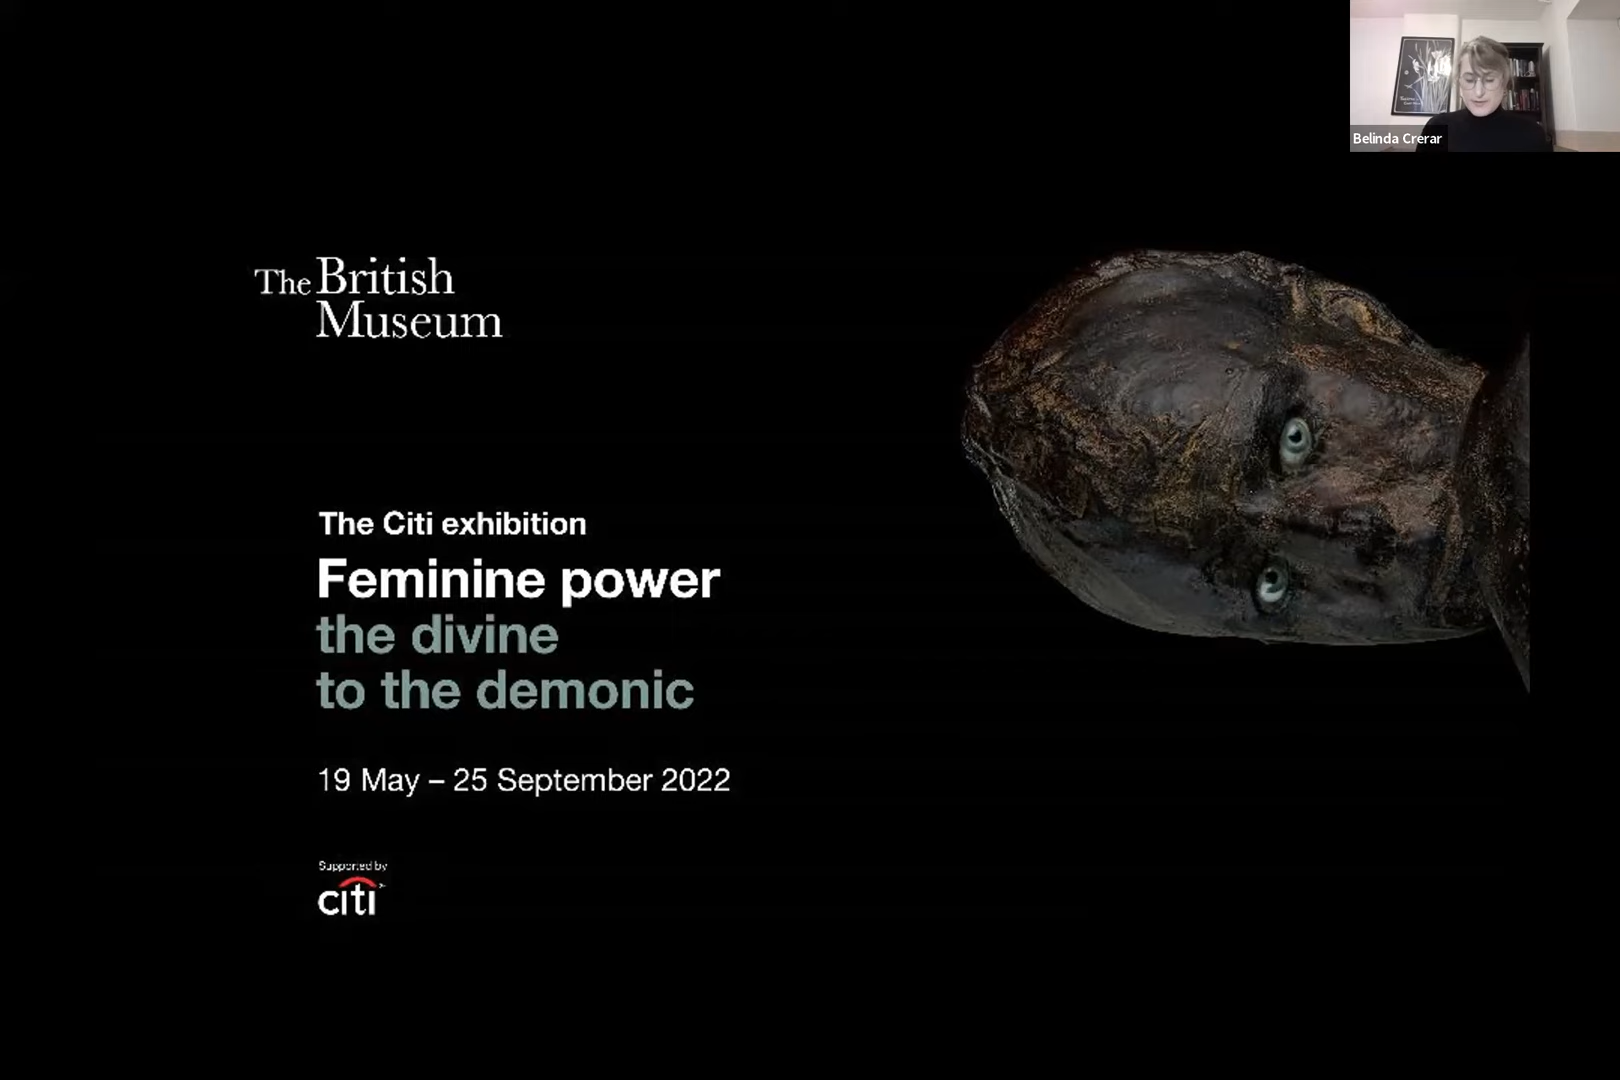 Belinda Crerar
The British
Museum
The Citi exhibition
Feminine power
the divine
to the demonic
19 May – 25 September 2022
Supported by
citi